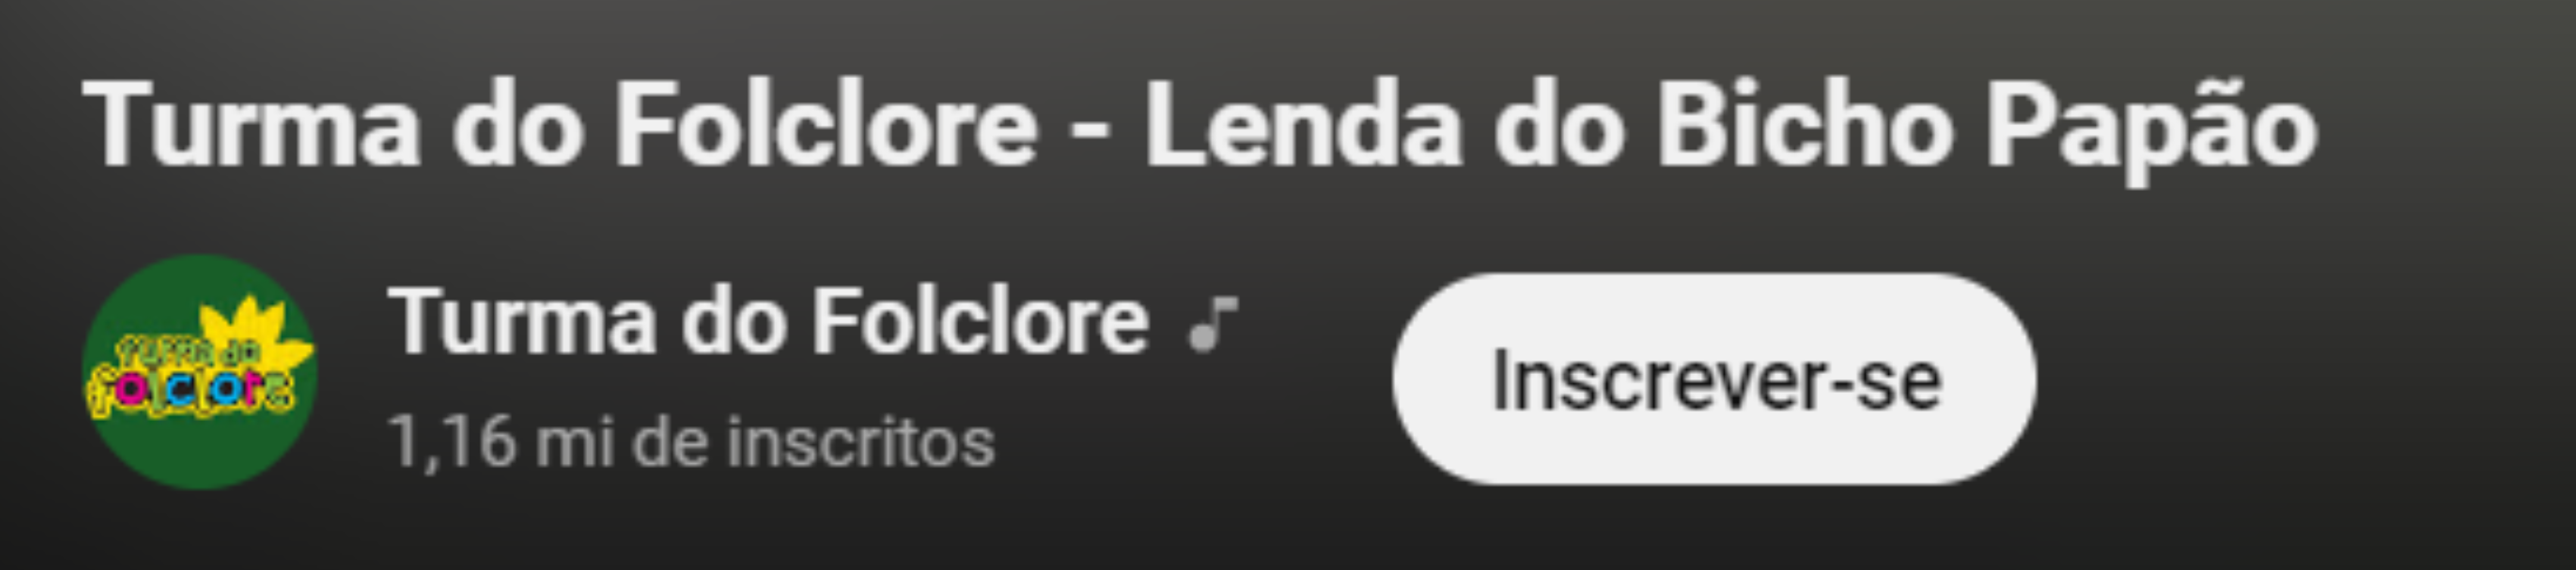 Turma do Folclore - Lenda do Bicho Papão
turma do
folclore
Turma do Folclore
1,16 mi de inscritos
Inscrever-se